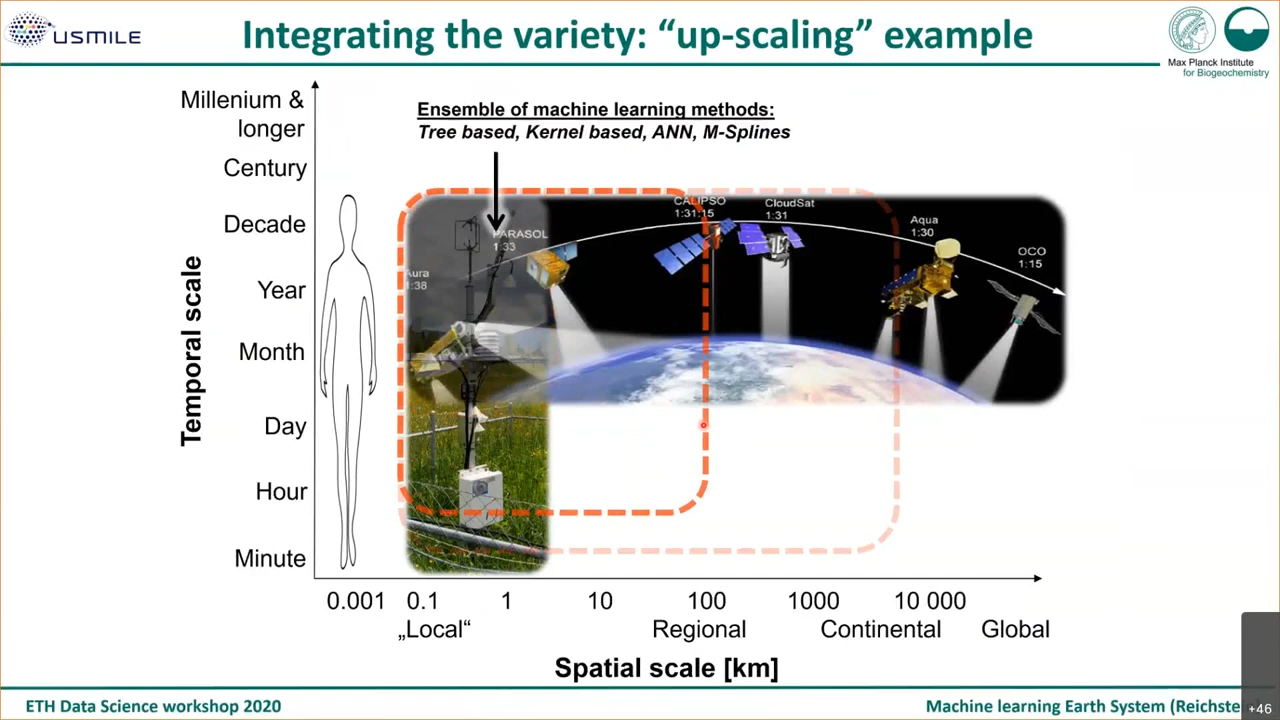 USMILE
Integrating the variety: “up-scaling” example
Max Planck Institute
for Biogeochemistry
Millenium &
longer
Century
Decade
Year
Month
Day
Hour
Minute
Temporal scale
Ensemble of machine learning methods:
Tree based, Kernel based, ANN, M-Splines
Aura
1:38
PARASOL
1:33
CALIPSO
1:31:15
CloudSat
1:31
Aqua
1:30
OCO
1:15
0.001 0.1 1 10 100 1000 10 000
„Local“ Regional Continental Global
Spatial scale [km]
ETH Data Science workshop 2020
Machine learning Earth System (Reichste
+46